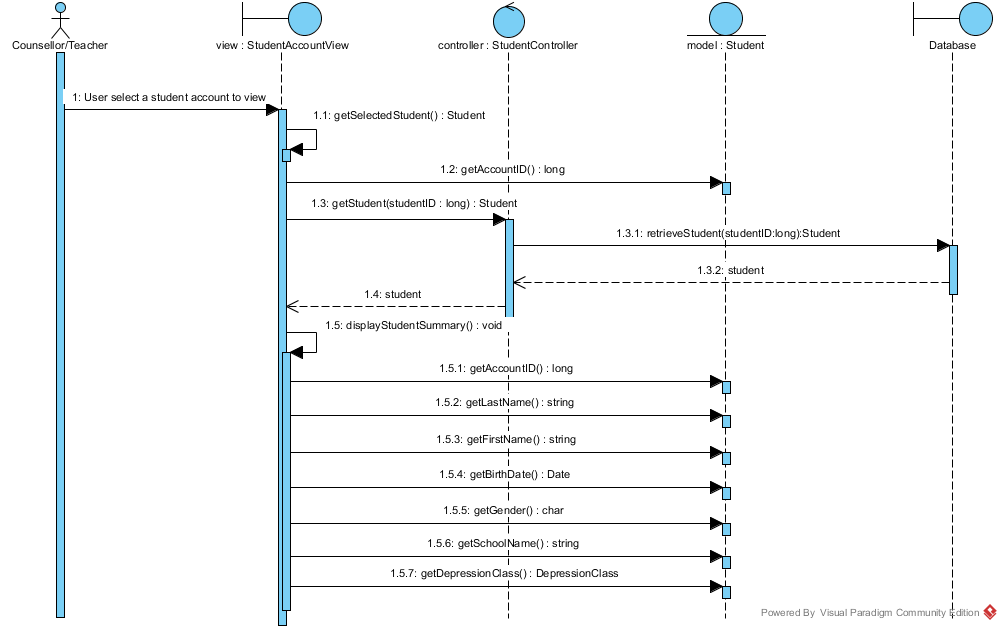 Counsellor/Teacher
view : StudentAccountView
controller : StudentController
model : Student
Database
1: User select a student account to view
1.1: getSelectedStudent() : Student
1.2: getAccountID() : long
1.3: getStudent(studentID : long) : Student
1.3.1: retrieveStudent(studentID:long):Student
1.3.2: student
1.4: student
1.5: displayStudentSummary() : void
1.5.1: getAccountID() : long
1.5.2: getLastName() : string
1.5.3: getFirstName() : string
1.5.4: getBirthDate() : Date
1.5.5: getGender() : char
1.5.6: getSchoolName() : string
1.5.7: getDepressionClass() : DepressionClass
Powered By Visual Paradigm Community Edition